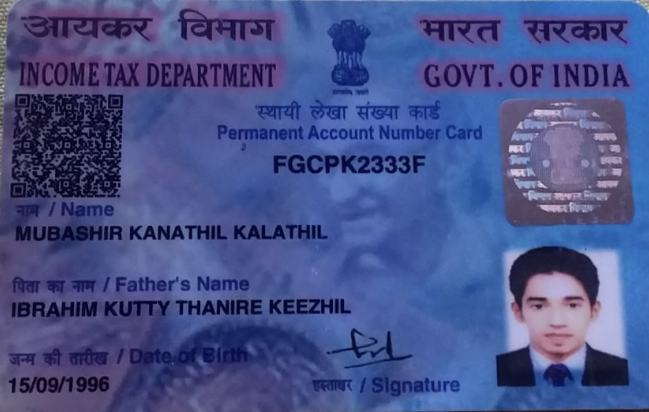 आयकर विभाग
INCOME TAX DEPARTMENT
भारत सरकार
GOVT. OF INDIA
स्थायी लेखा संख्या कार्ड
Permanent Account Number Card
FGCPK2333F
नाम / Name
MUBASHIR KANATHIL KALATHIL
पिता का नाम / Father's Name
IBRAHIM KUTTY THANIRE KEEZHIL
जन्म की तारीख / Date of Birth
15/09/1996
हस्ताक्षर / Signature